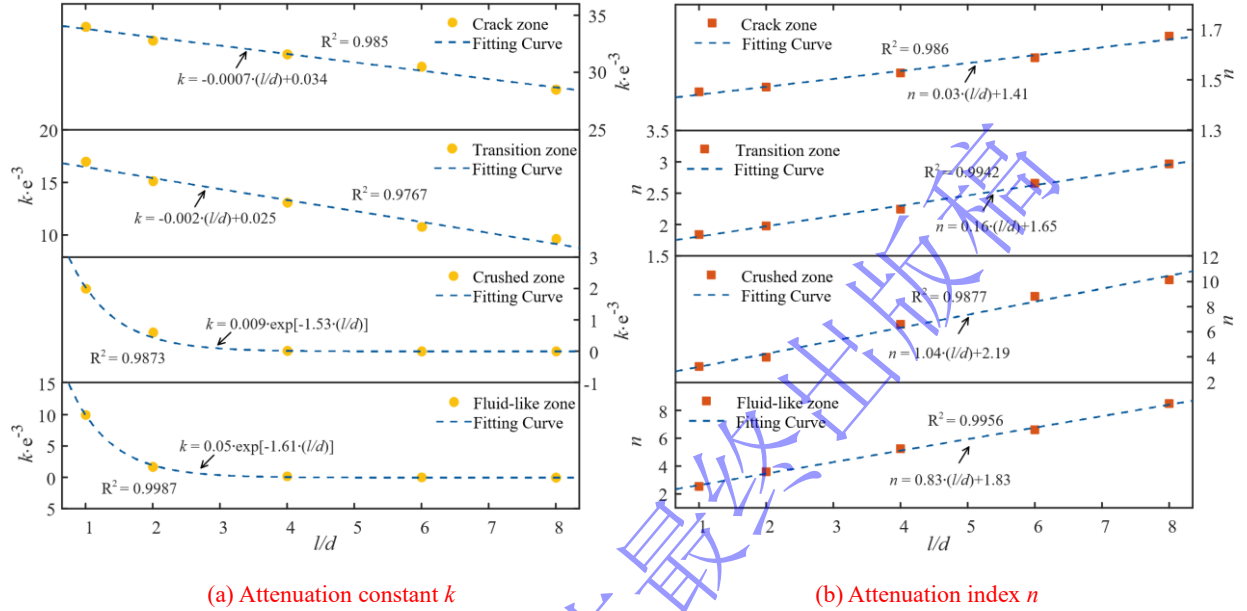 Crack zone
Fitting Curve
R² = 0.985
k = -0.0007·(l/d)+0.034
35
30
25
k·e⁻³
20
15
10
k·e⁻³
Transition zone
Fitting Curve
R² = 0.9767
k = -0.002·(l/d)+0.025
3
2
1
0
-1
k·e⁻³
Crushed zone
Fitting Curve
k = 0.009·exp[-1.53·(l/d)]
R² = 0.9873
15
10
5
0
5
k·e⁻³
Fluid-like zone
Fitting Curve
k = 0.05·exp[-1.61·(l/d)]
R² = 0.9987
1 2 3 4 5 6 7 8
l/d
(a) Attenuation constant k
Crack zone
Fitting Curve
R² = 0.986
n = 0.03·(l/d)+1.41
1.7
1.5
1.3
n
3.5
3
2.5
2
1.5
n
Transition zone
Fitting Curve
R² = 0.9942
n = 0.16·(l/d)+1.65
12
10
8
6
4
2
n
Crushed zone
Fitting Curve
R² = 0.9877
n = 1.04·(l/d)+2.19
8
6
4
2
n
Fluid-like zone
Fitting Curve
R² = 0.9956
n = 0.83·(l/d)+1.83
1 2 3 4 5 6 7 8
l/d
(b) Attenuation index n
最终出版稿